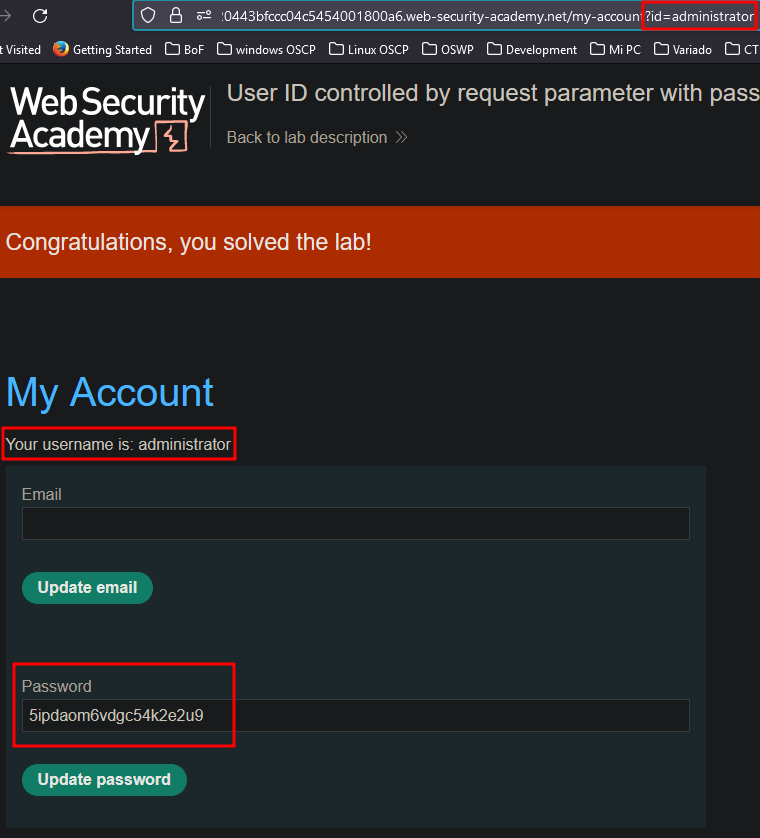 :0443bfccc04c5454001800a6.web-security-academy.net/my-account?id=administrator
t Visited Getting Started BoF windows OSCP Linux OSCP OSWP Development Mi PC Variado CT
Web Security
Academy
User ID controlled by request parameter with pass
Back to lab description
Congratulations, you solved the lab!
My Account
Your username is: administrator
Email
Update email
Password
5ipdaom6vdgc54k2e2u9
Update password